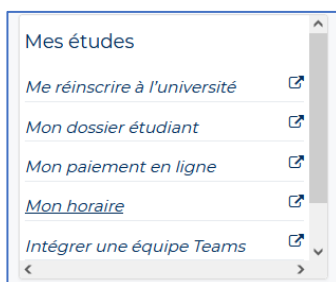 Mes études
Me réinscrire à l'université
Mon dossier étudiant
Mon paiement en ligne
Mon horaire
Intégrer une équipe Teams